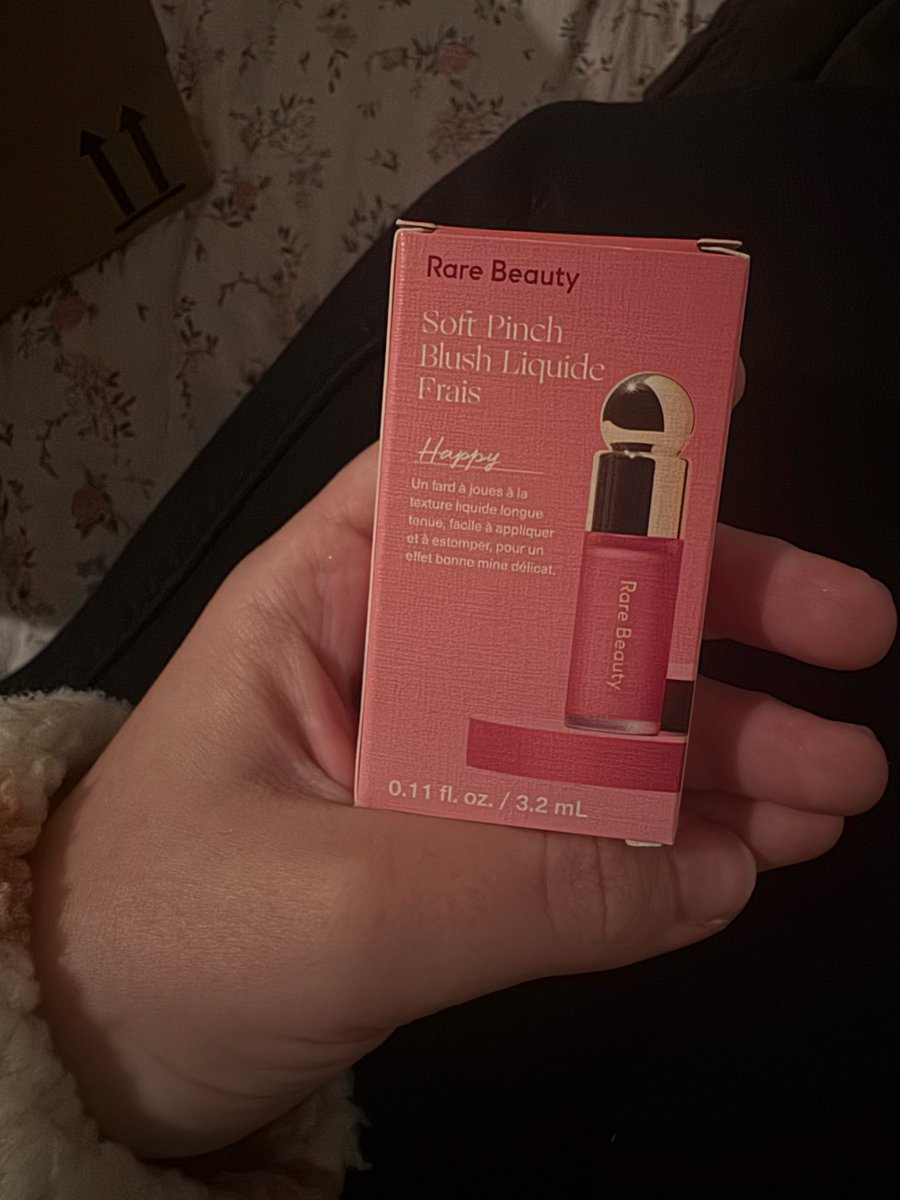 Rare Beauty
Soft Pinch
Blush Liquide
Frais
Happy
Un fard à joues à la
texture liquide longue
tenue, facile à appliquer
et à estomper, pour un
effet bonne mine délicat.
Rare Beauty
0.11 fl. oz. / 3.2 mL